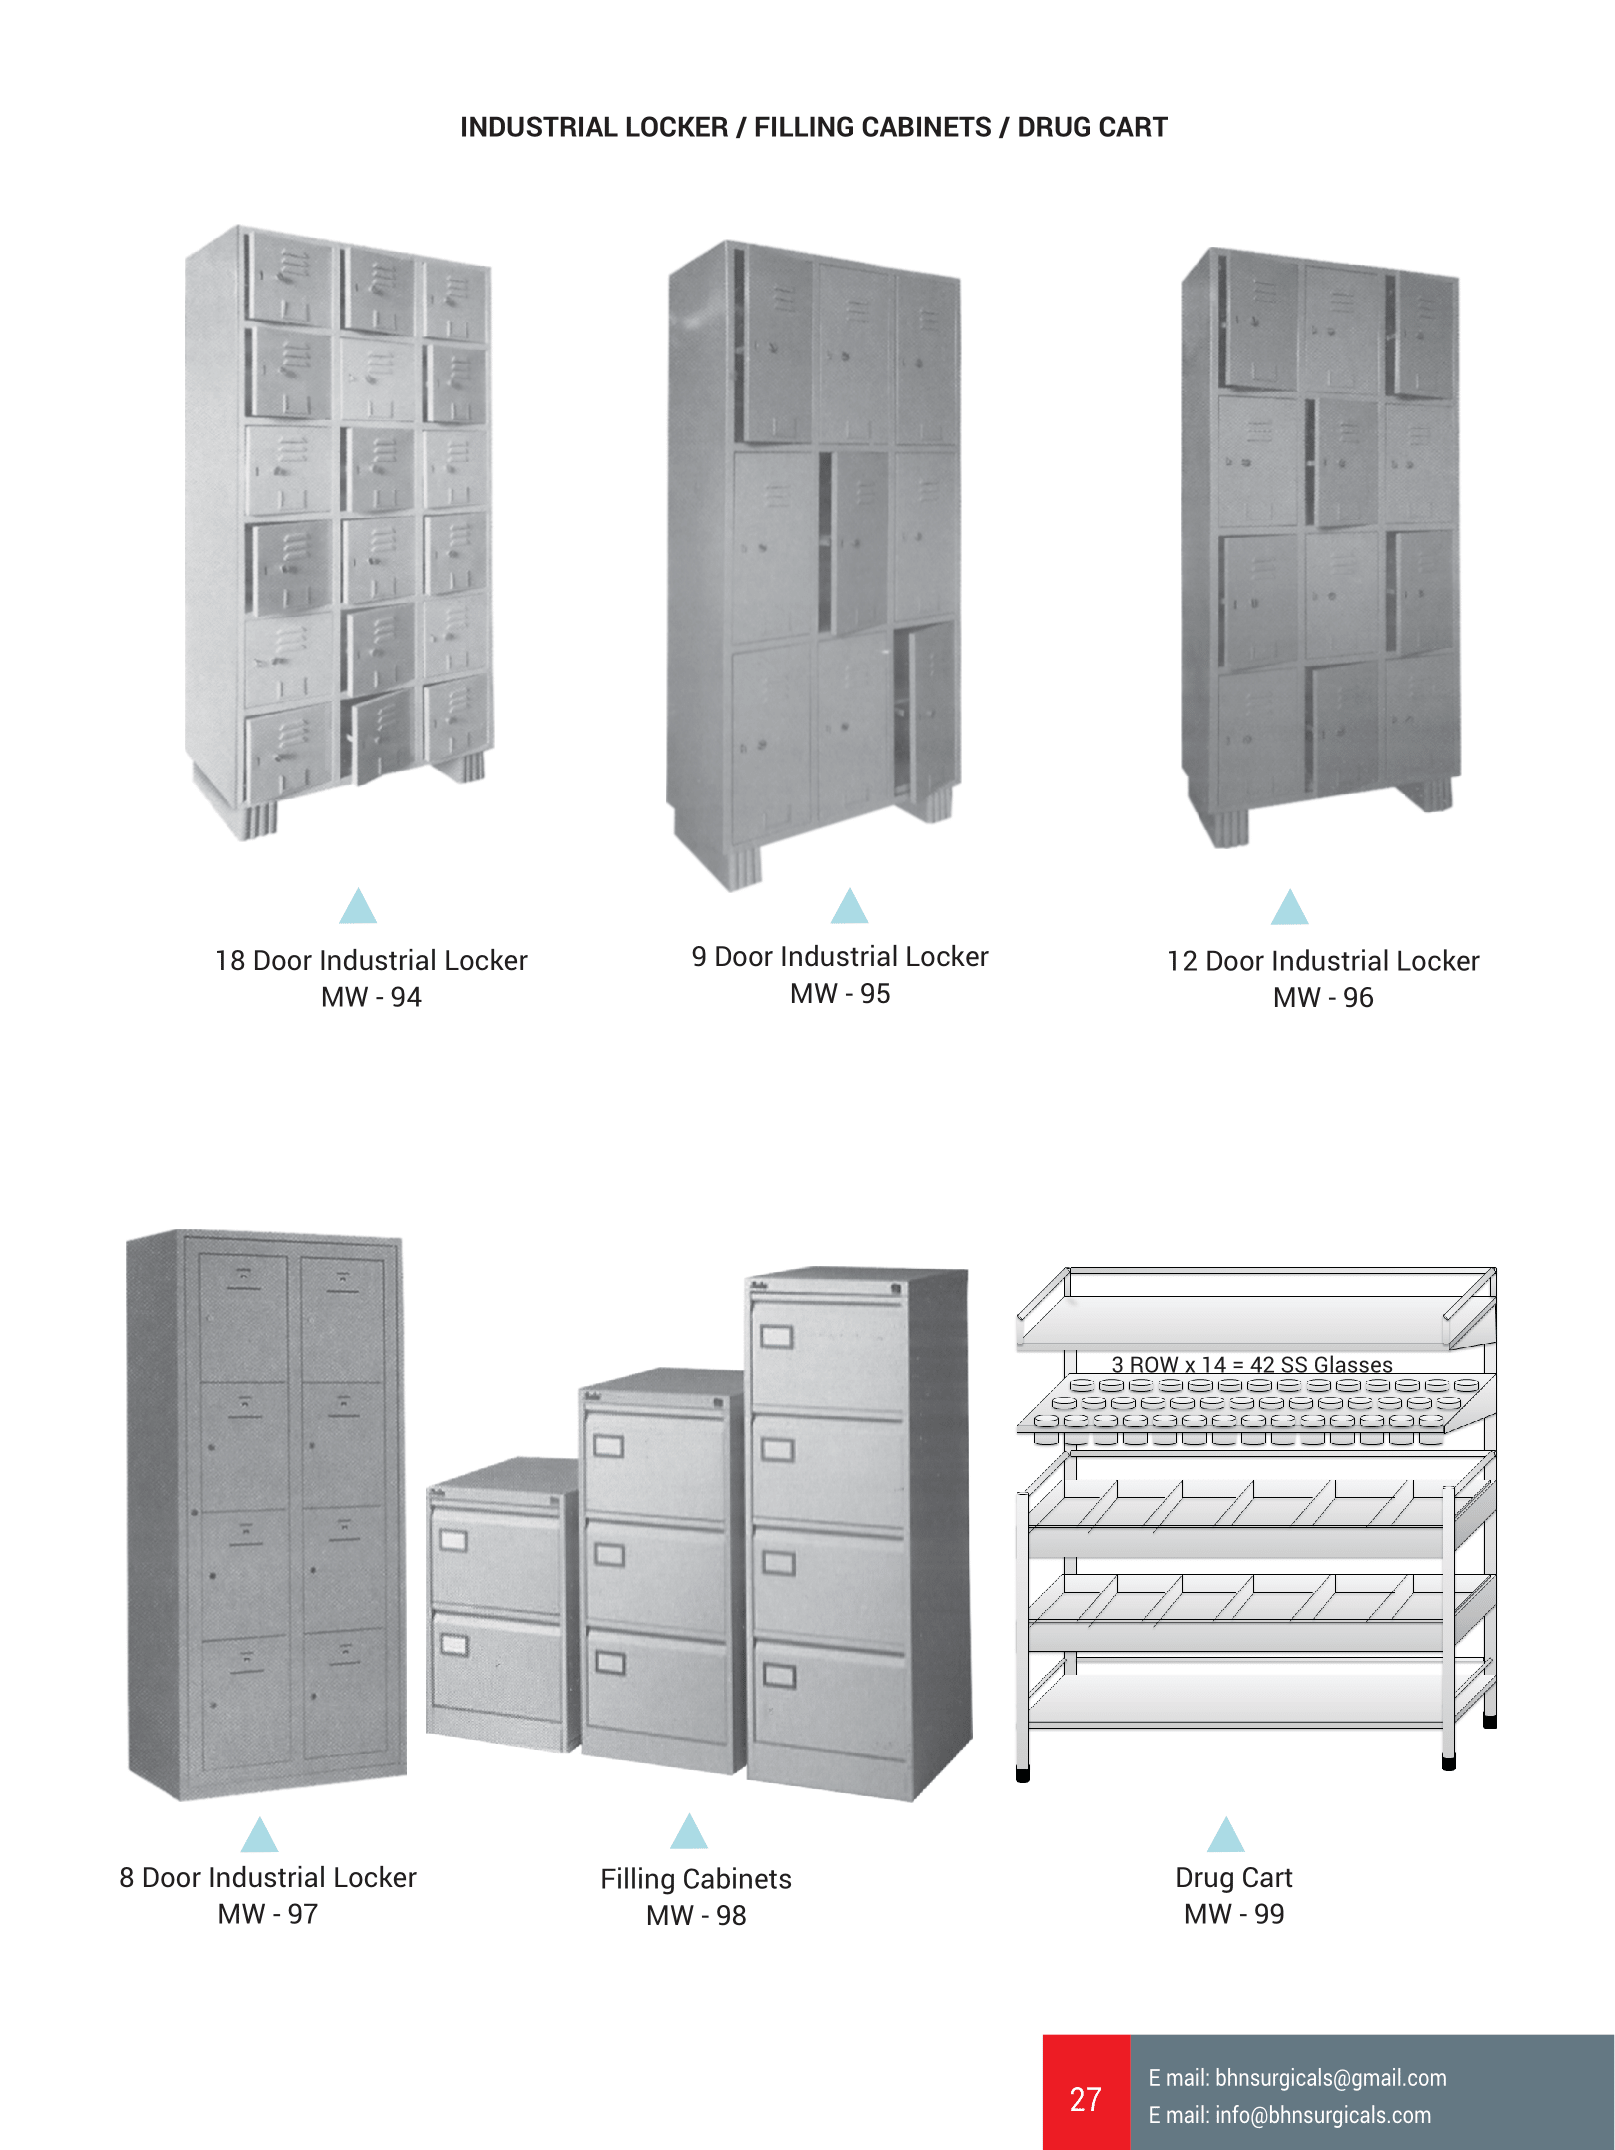 INDUSTRIAL LOCKER / FILLING CABINETS / DRUG CART
18 Door Industrial Locker
MW - 94
9 Door Industrial Locker
MW - 95
12 Door Industrial Locker
MW - 96
3 ROW x 14 = 42 SS Glasses
8 Door Industrial Locker
MW - 97
Filling Cabinets
MW - 98
Drug Cart
MW - 99
27
E mail: bhnsurgicals@gmail.com
E mail: info@bhnsurgicals.com